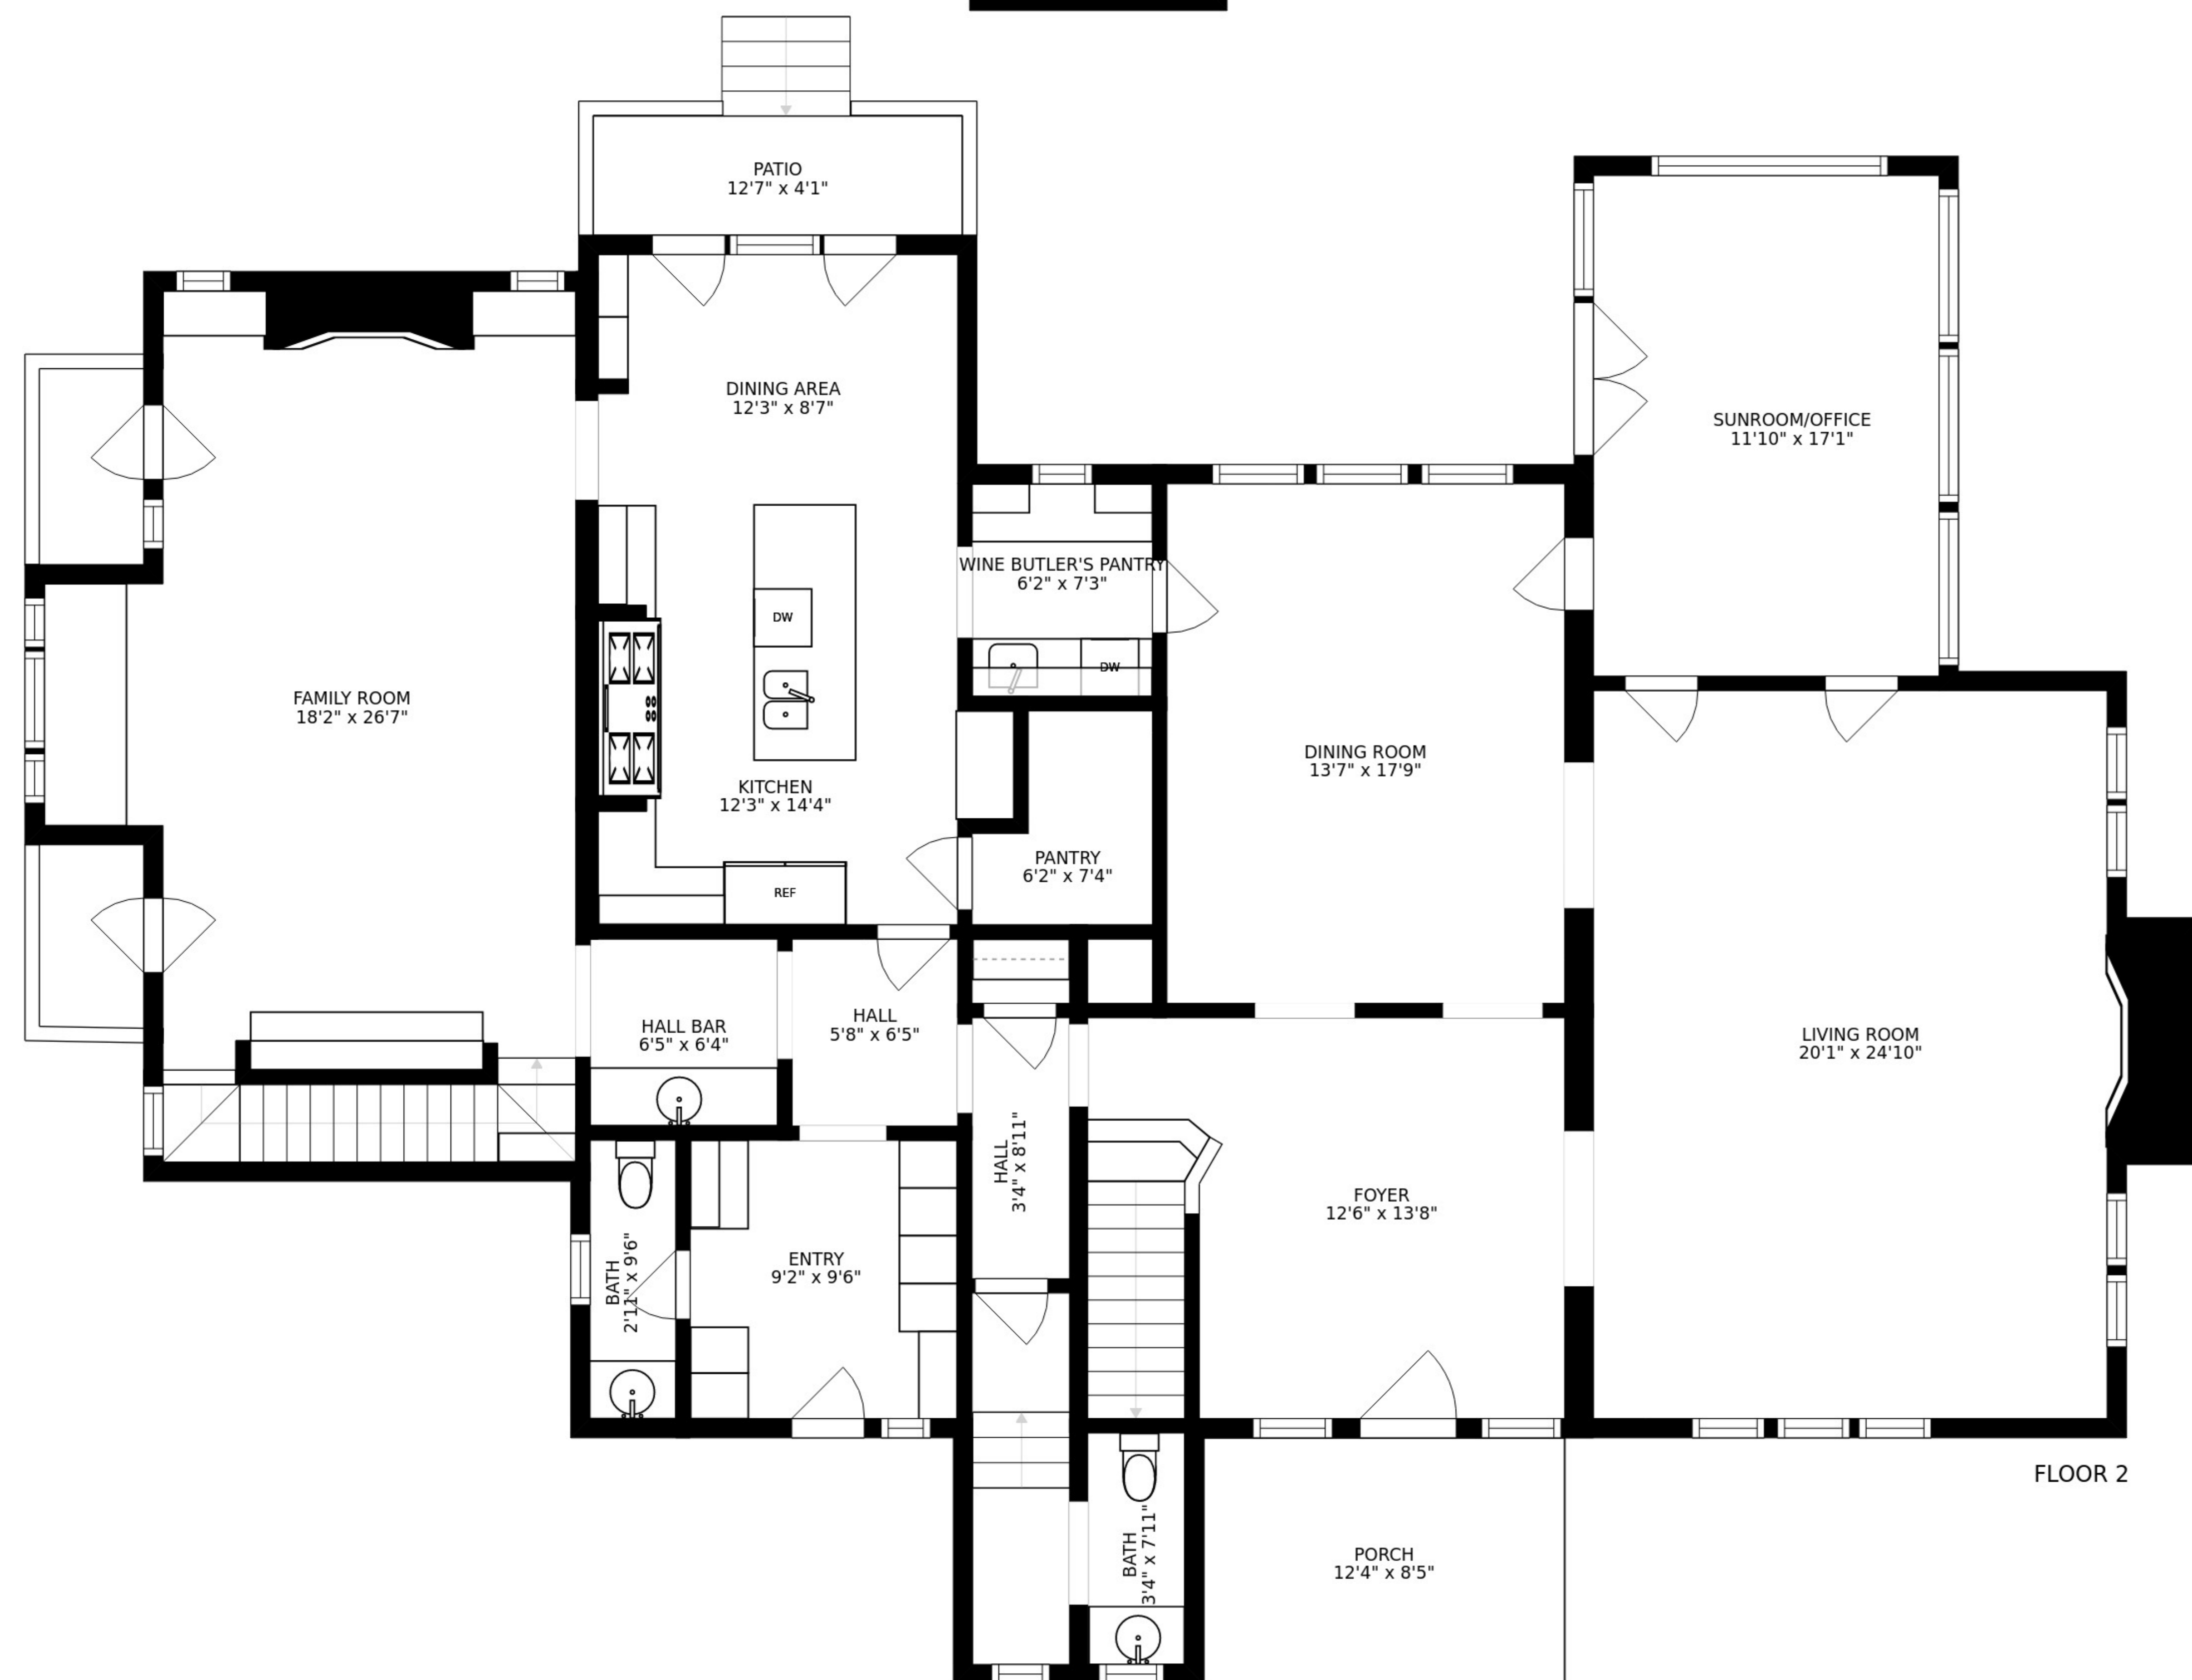 PATIO
12'7" x 4'1"
DINING AREA
12'3" x 8'7"
SUNROOM/OFFICE
11'10" x 17'1"
WINE BUTLER'S PANTRY
6'2" x 7'3"
DW
DW
FAMILY ROOM
18'2" x 26'7"
DINING ROOM
13'7" x 17'9"
KITCHEN
12'3" x 14'4"
PANTRY
6'2" x 7'4"
REF
HALL BAR
6'5" x 6'4"
HALL
5'8" x 6'5"
LIVING ROOM
20'1" x 24'10"
HALL
3'4" x 8'11"
FOYER
12'6" x 13'8"
BATH
2'11" x 9'6"
ENTRY
9'2" x 9'6"
FLOOR 2
BATH
3'4" x 7'11"
PORCH
12'4" x 8'5"